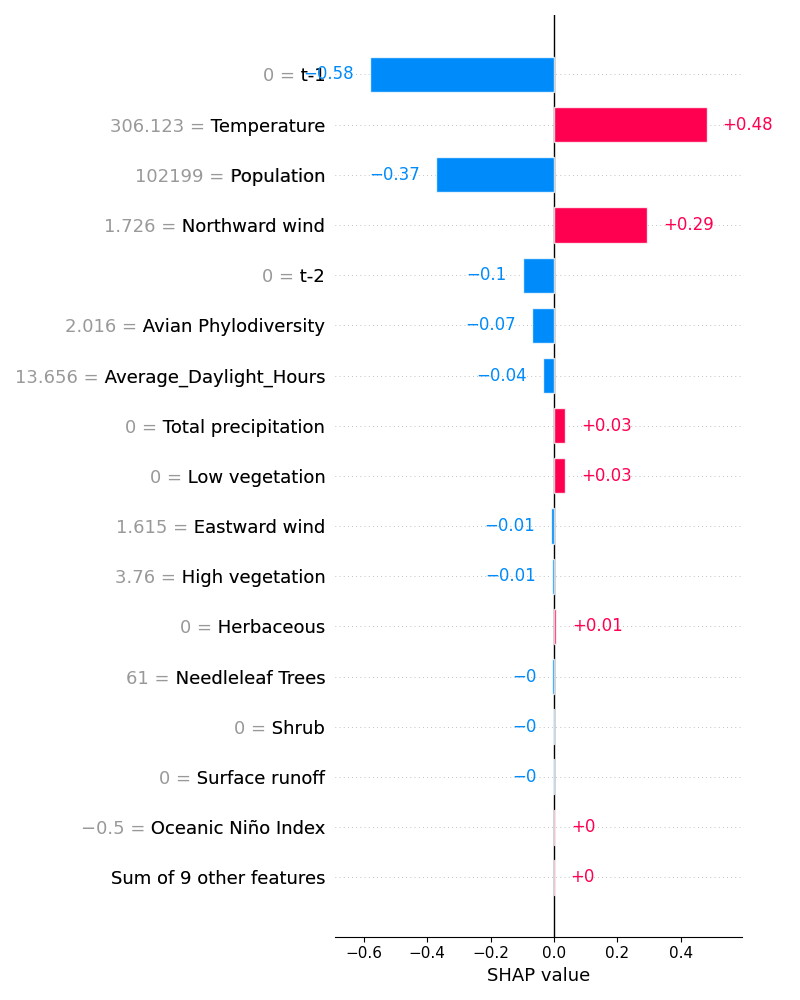 0 = t-1 −0.58
306.123 = Temperature +0.48
102199 = Population −0.37
1.726 = Northward wind +0.29
0 = t-2 −0.1
2.016 = Avian Phylodiversity −0.07
13.656 = Average_Daylight_Hours −0.04
0 = Total precipitation +0.03
0 = Low vegetation +0.03
1.615 = Eastward wind −0.01
3.76 = High vegetation −0.01
0 = Herbaceous +0.01
61 = Needleleaf Trees −0
0 = Shrub −0
0 = Surface runoff −0
−0.5 = Oceanic Niño Index +0
Sum of 9 other features +0
−0.6 −0.4 −0.2 0.0 0.2 0.4
SHAP value